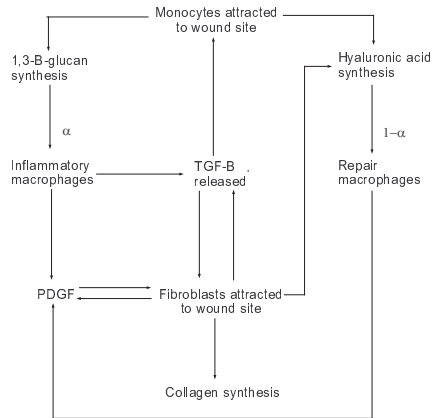 Monocytes attracted
to wound site
1,3-B-glucan
synthesis
Hyaluronic acid
synthesis
α
1−α
Inflammatory
macrophages
TGF-B
released
Repair
macrophages
PDGF
Fibroblasts attracted
to wound site
Collagen synthesis